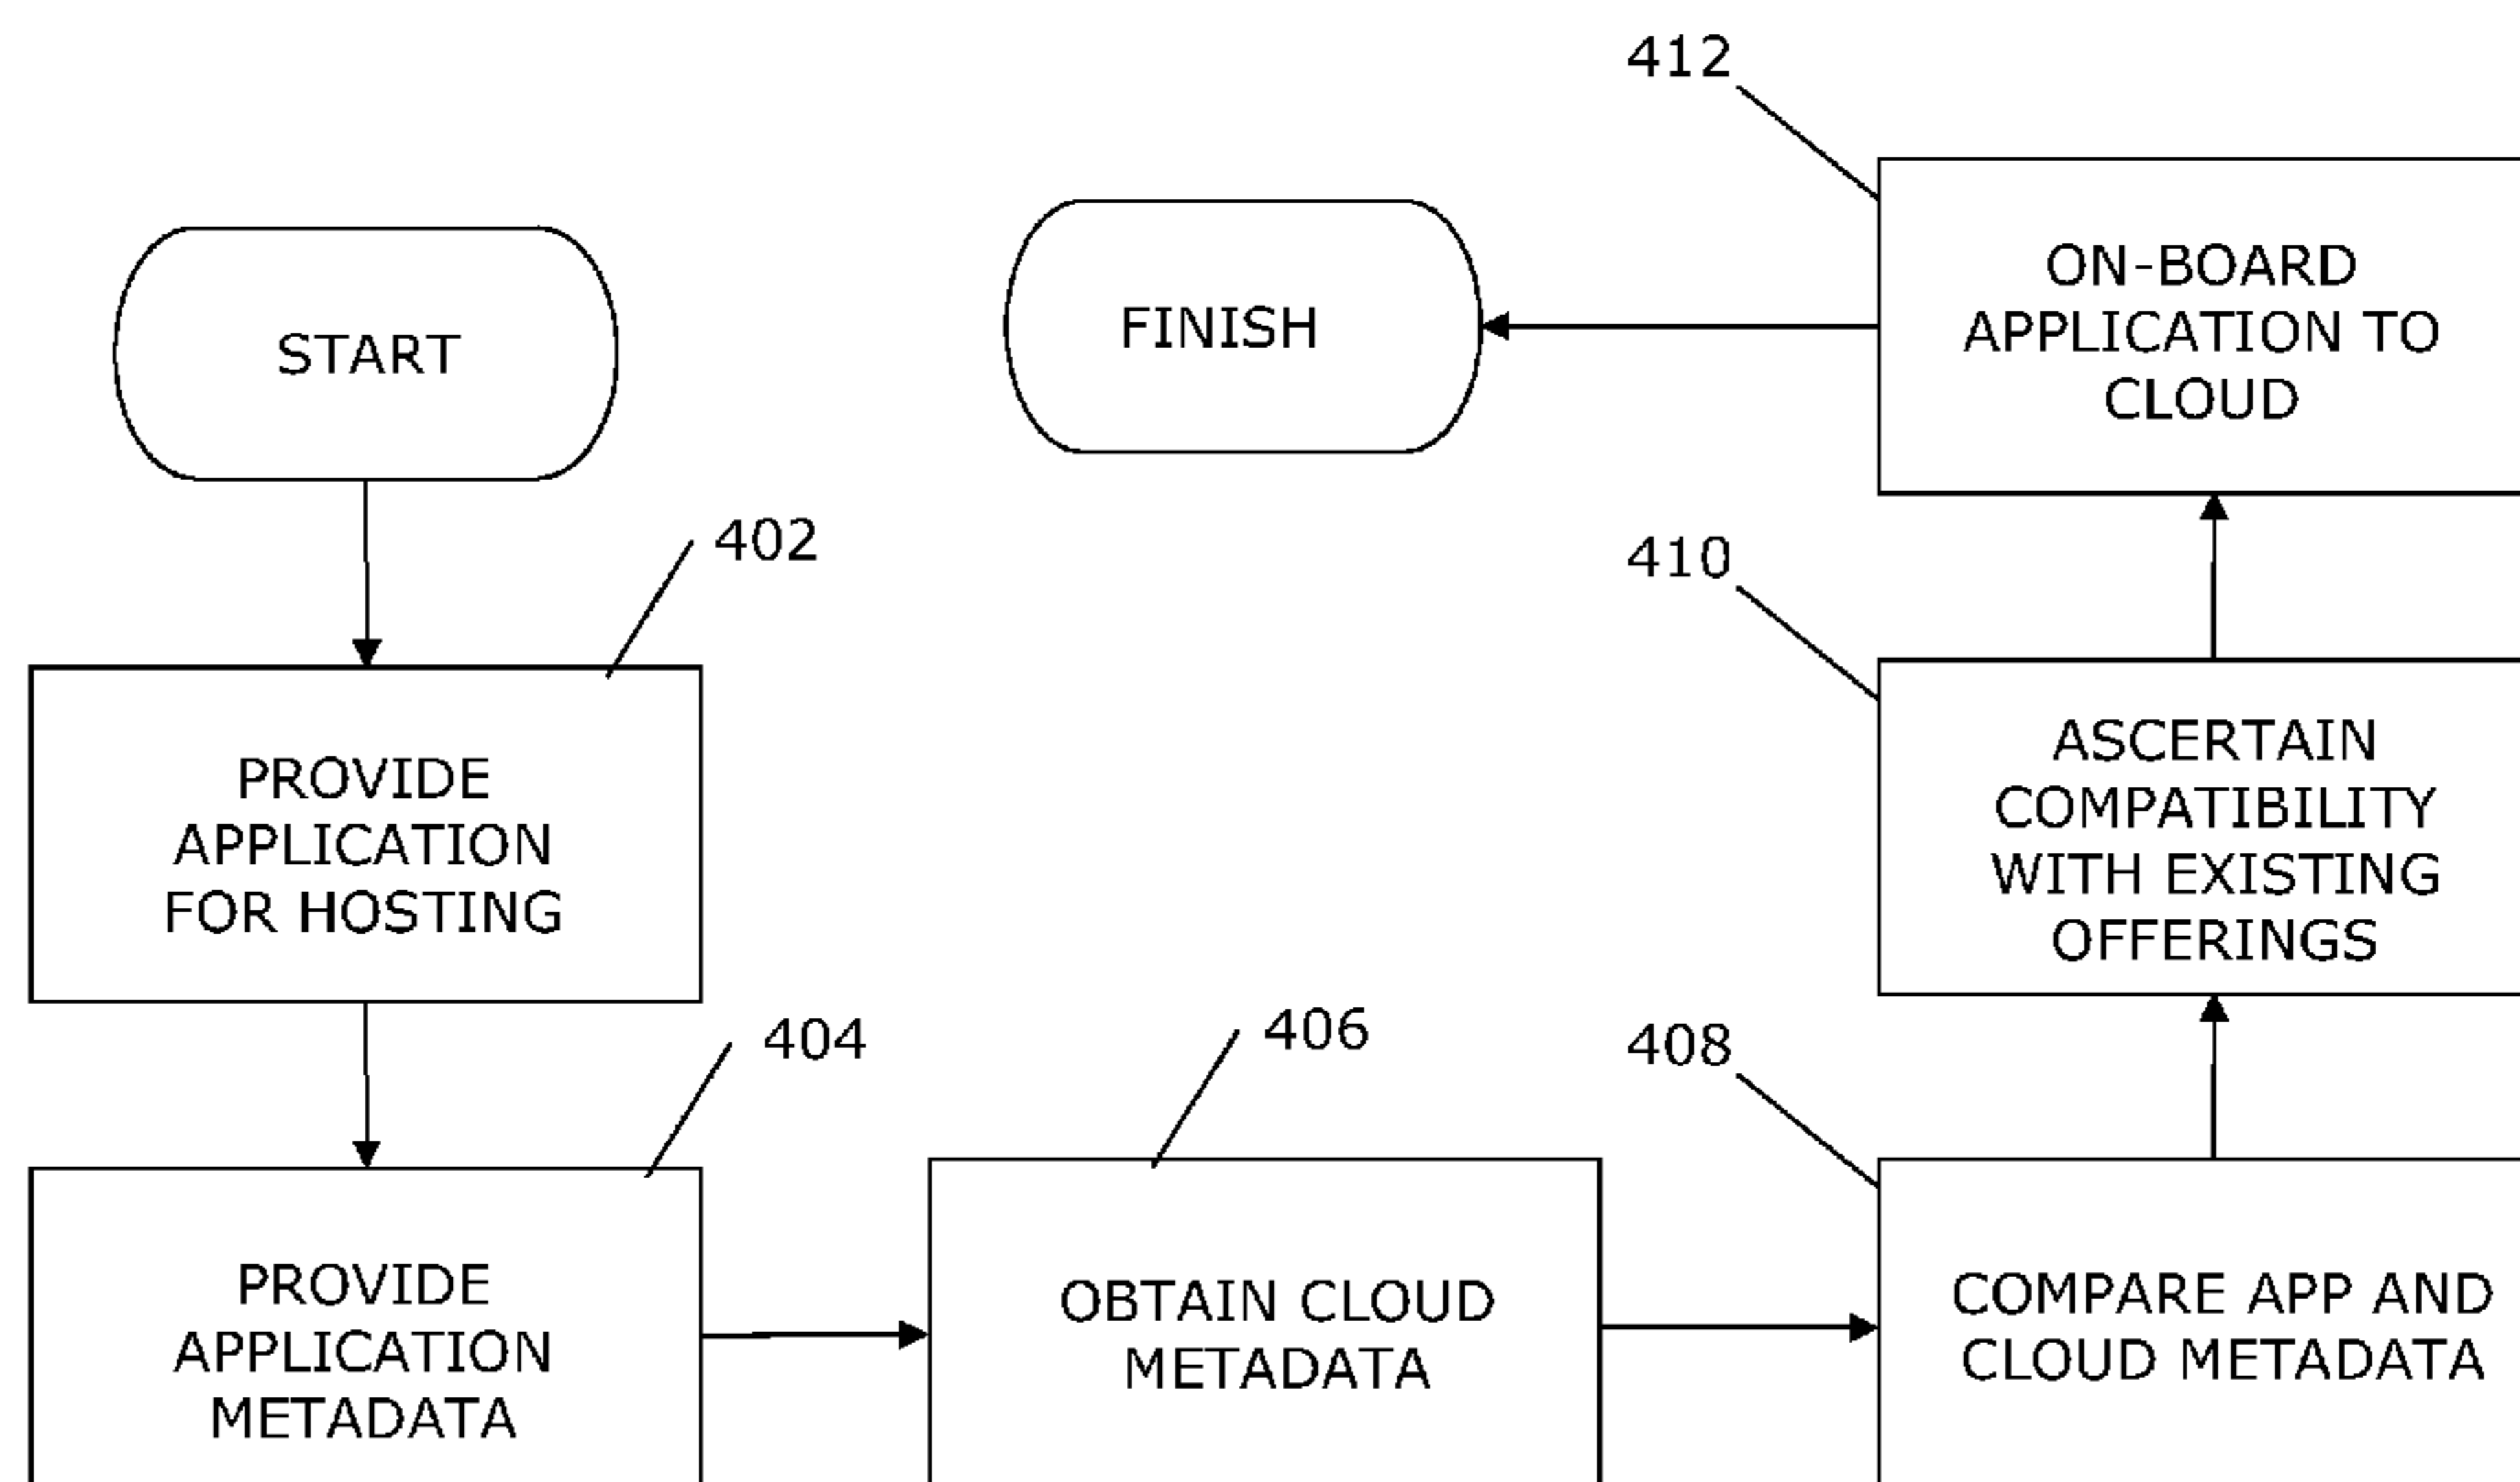 START
402
PROVIDE
APPLICATION
FOR HOSTING
404
PROVIDE
APPLICATION
METADATA
406
OBTAIN CLOUD
METADATA
408
COMPARE APP AND
CLOUD METADATA
410
ASCERTAIN
COMPATIBILITY
WITH EXISTING
OFFERINGS
412
ON-BOARD
APPLICATION TO
CLOUD
FINISH